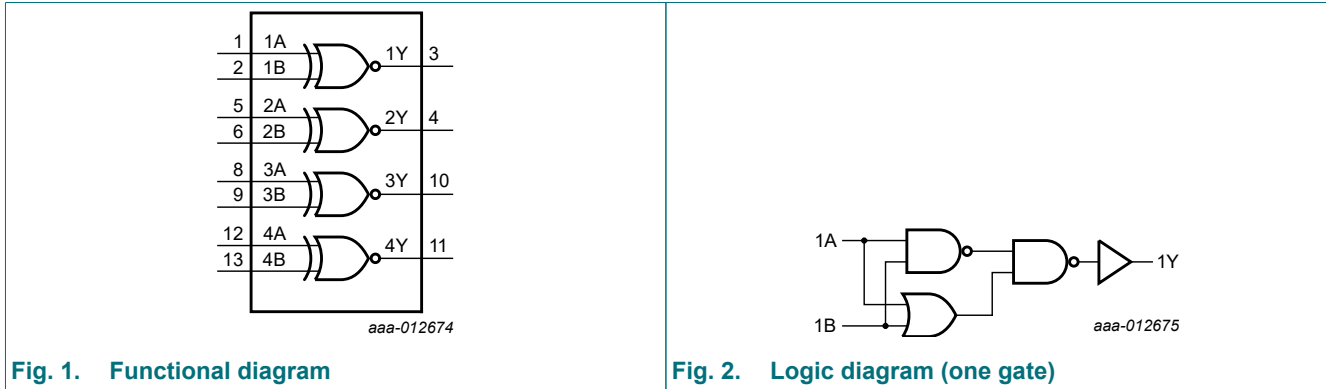 1 1A 1Y 3
2 1B
5 2A 2Y 4
6 2B
8 3A 3Y 10
9 3B
12 4A 4Y 11
13 4B
aaa-012674
Fig. 1. Functional diagram
1A
1Y
1B
aaa-012675
Fig. 2. Logic diagram (one gate)